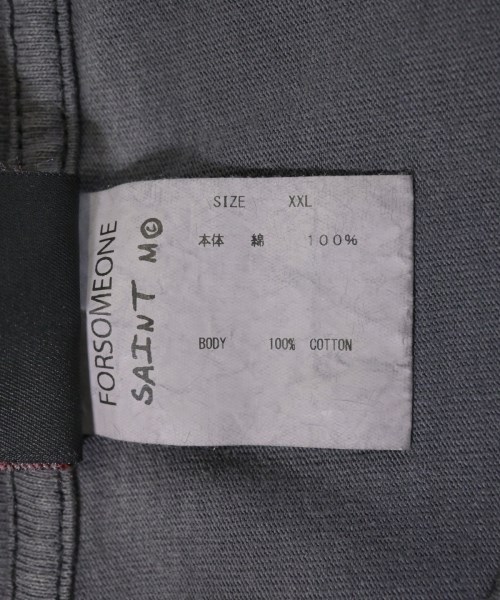 FORSOMEONE
SAINT M©
SIZE XXL
本体 綿 100%
BODY 100% COTTON